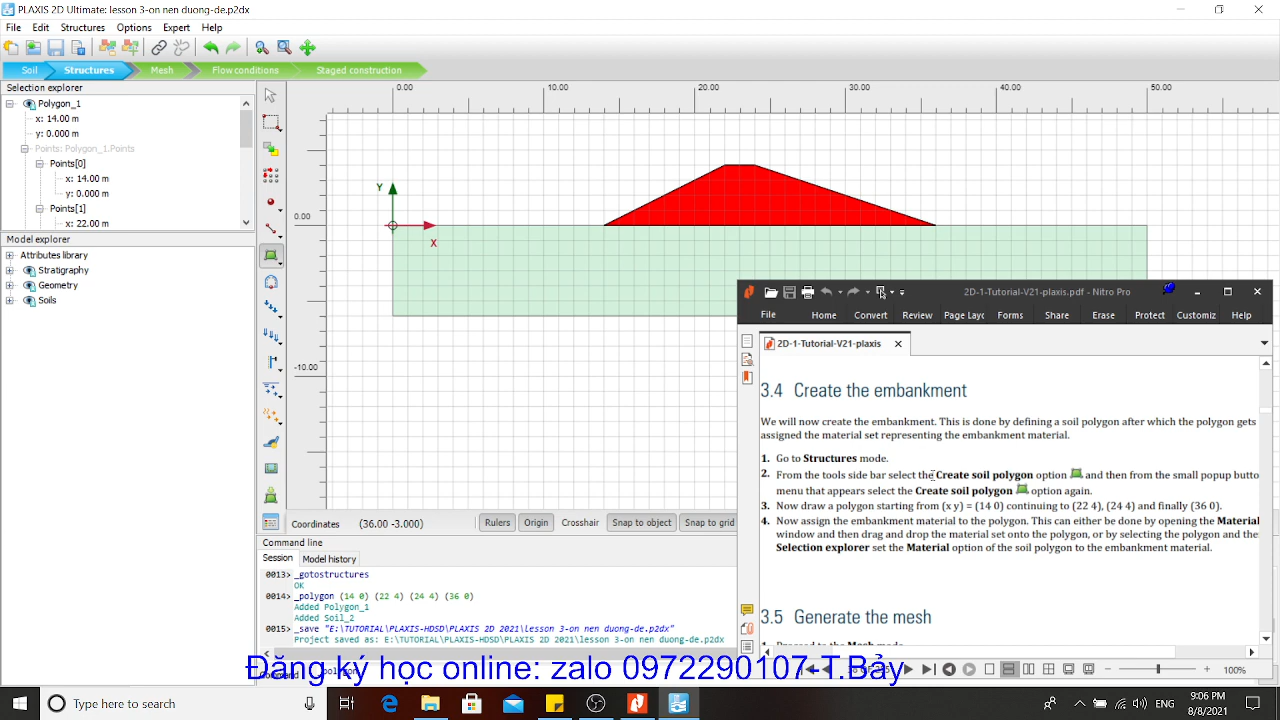 PLAXIS 2D Ultimate: lesson 3-on nen duong-de.p2dx
File Edit Structures Options Expert Help
Soil Structures Mesh Flow conditions Staged construction
Selection explorer
Polygon_1
x: 14.00 m
y: 0.000 m
Points: Polygon_1.Points
Points[0]
x: 14.00 m
y: 0.000 m
Points[1]
x: 22.00 m
Model explorer
Attributes library
Stratigraphy
Geometry
Soils
0.00 10.00 20.00 30.00 40.00 50.00
0.00
-10.00
Y
X
Coordinates (36.00 -3.000) Rulers Origin Crosshair Snap to object Snap to grid
Command line
Session Model history
0013> _gotostructures
OK
0014> _polygon (14 0) (22 4) (24 4) (36 0)
Added Polygon_1
Added Soil_2
0015> _save "E:\TUTORIAL\PLAXIS-HDSD\PLAXIS 2D 2021\lesson 3-on nen duong-de.p2dx"
Project saved as: E:\TUTORIAL\PLAXIS-HDSD\PLAXIS 2D 2021\lesson 3-on nen duong-de.p2dx
2D-1-Tutorial-V21-plaxis.pdf - Nitro Pro
File Home Convert Review Page Layc Forms Share Erase Protect Customiz Help
2D-1-Tutorial-V21-plaxis
3.4 Create the embankment
We will now create the embankment. This is done by defining a soil polygon after which the polygon gets
assigned the material set representing the embankment material.
1. Go to Structures mode.
2. From the tools side bar select the Create soil polygon option and then from the small popup butto
menu that appears select the Create soil polygon option again.
3. Now draw a polygon starting from (x y) = (14 0) continuing to (22 4), (24 4) and finally (36 0).
4. Now assign the embankment material to the polygon. This can either be done by opening the Material
window and then drag and drop the material set onto the polygon, or by selecting the polygon and the
Selection explorer set the Material option of the soil polygon to the embankment material.
3.5 Generate the mesh
100%
Đăng ký học online: zalo 0972290107-T.Bảy
Type here to search
9:06 PM
8/8/2021